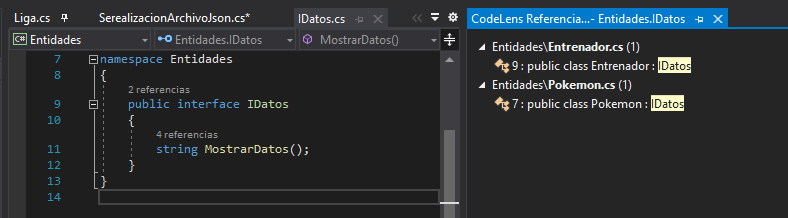 Liga.cs
SerealizacionArchivoJson.cs*
IDatos.cs
C# Entidades
Entidades.IDatos
MostrarDatos()
7 namespace Entidades
8 {
2 referencias
9 public interface IDatos
10 {
4 referencias
11 string MostrarDatos();
12 }
13 }
14
CodeLens Referencia...- Entidades.IDatos
Entidades\Entrenador.cs (1)
9 : public class Entrenador : IDatos
Entidades\Pokemon.cs (1)
7 : public class Pokemon : IDatos